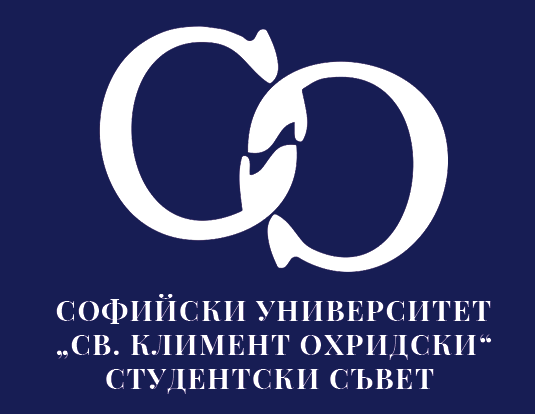 СОФИЙСКИ УНИВЕРСИТЕТ
„СВ. КЛИМЕНТ ОХРИДСКИ“
СТУДЕНТСКИ СЪВЕТ